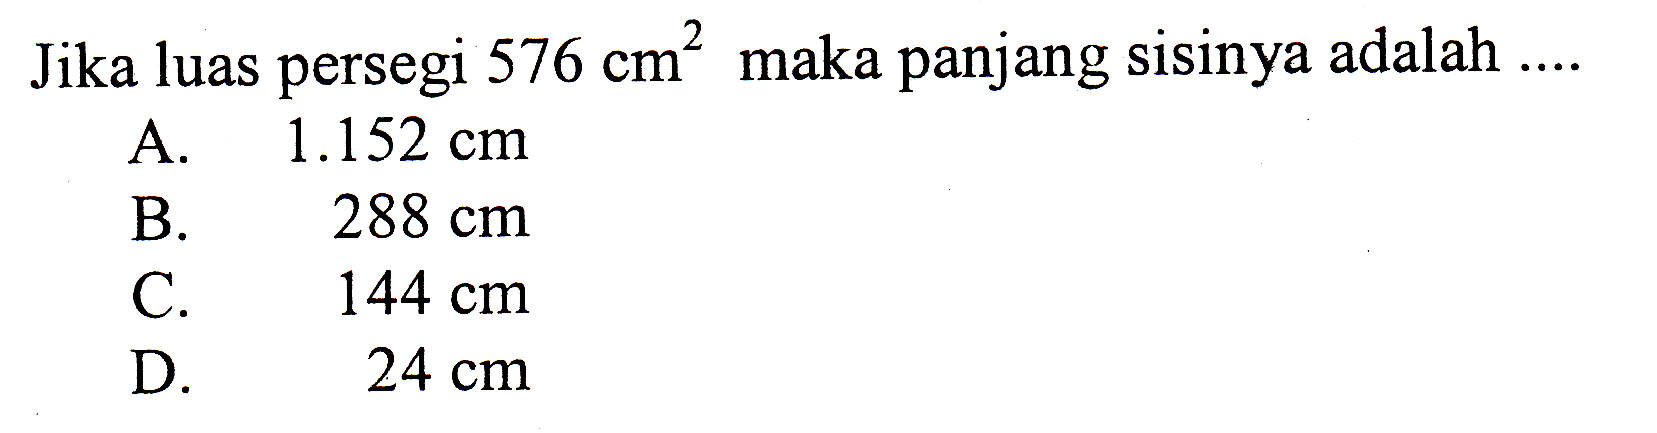 Jika luas persegi 576 cm² maka panjang sisinya adalah ....
A. 1.152 cm
B. 288 cm
C. 144 cm
D. 24 cm